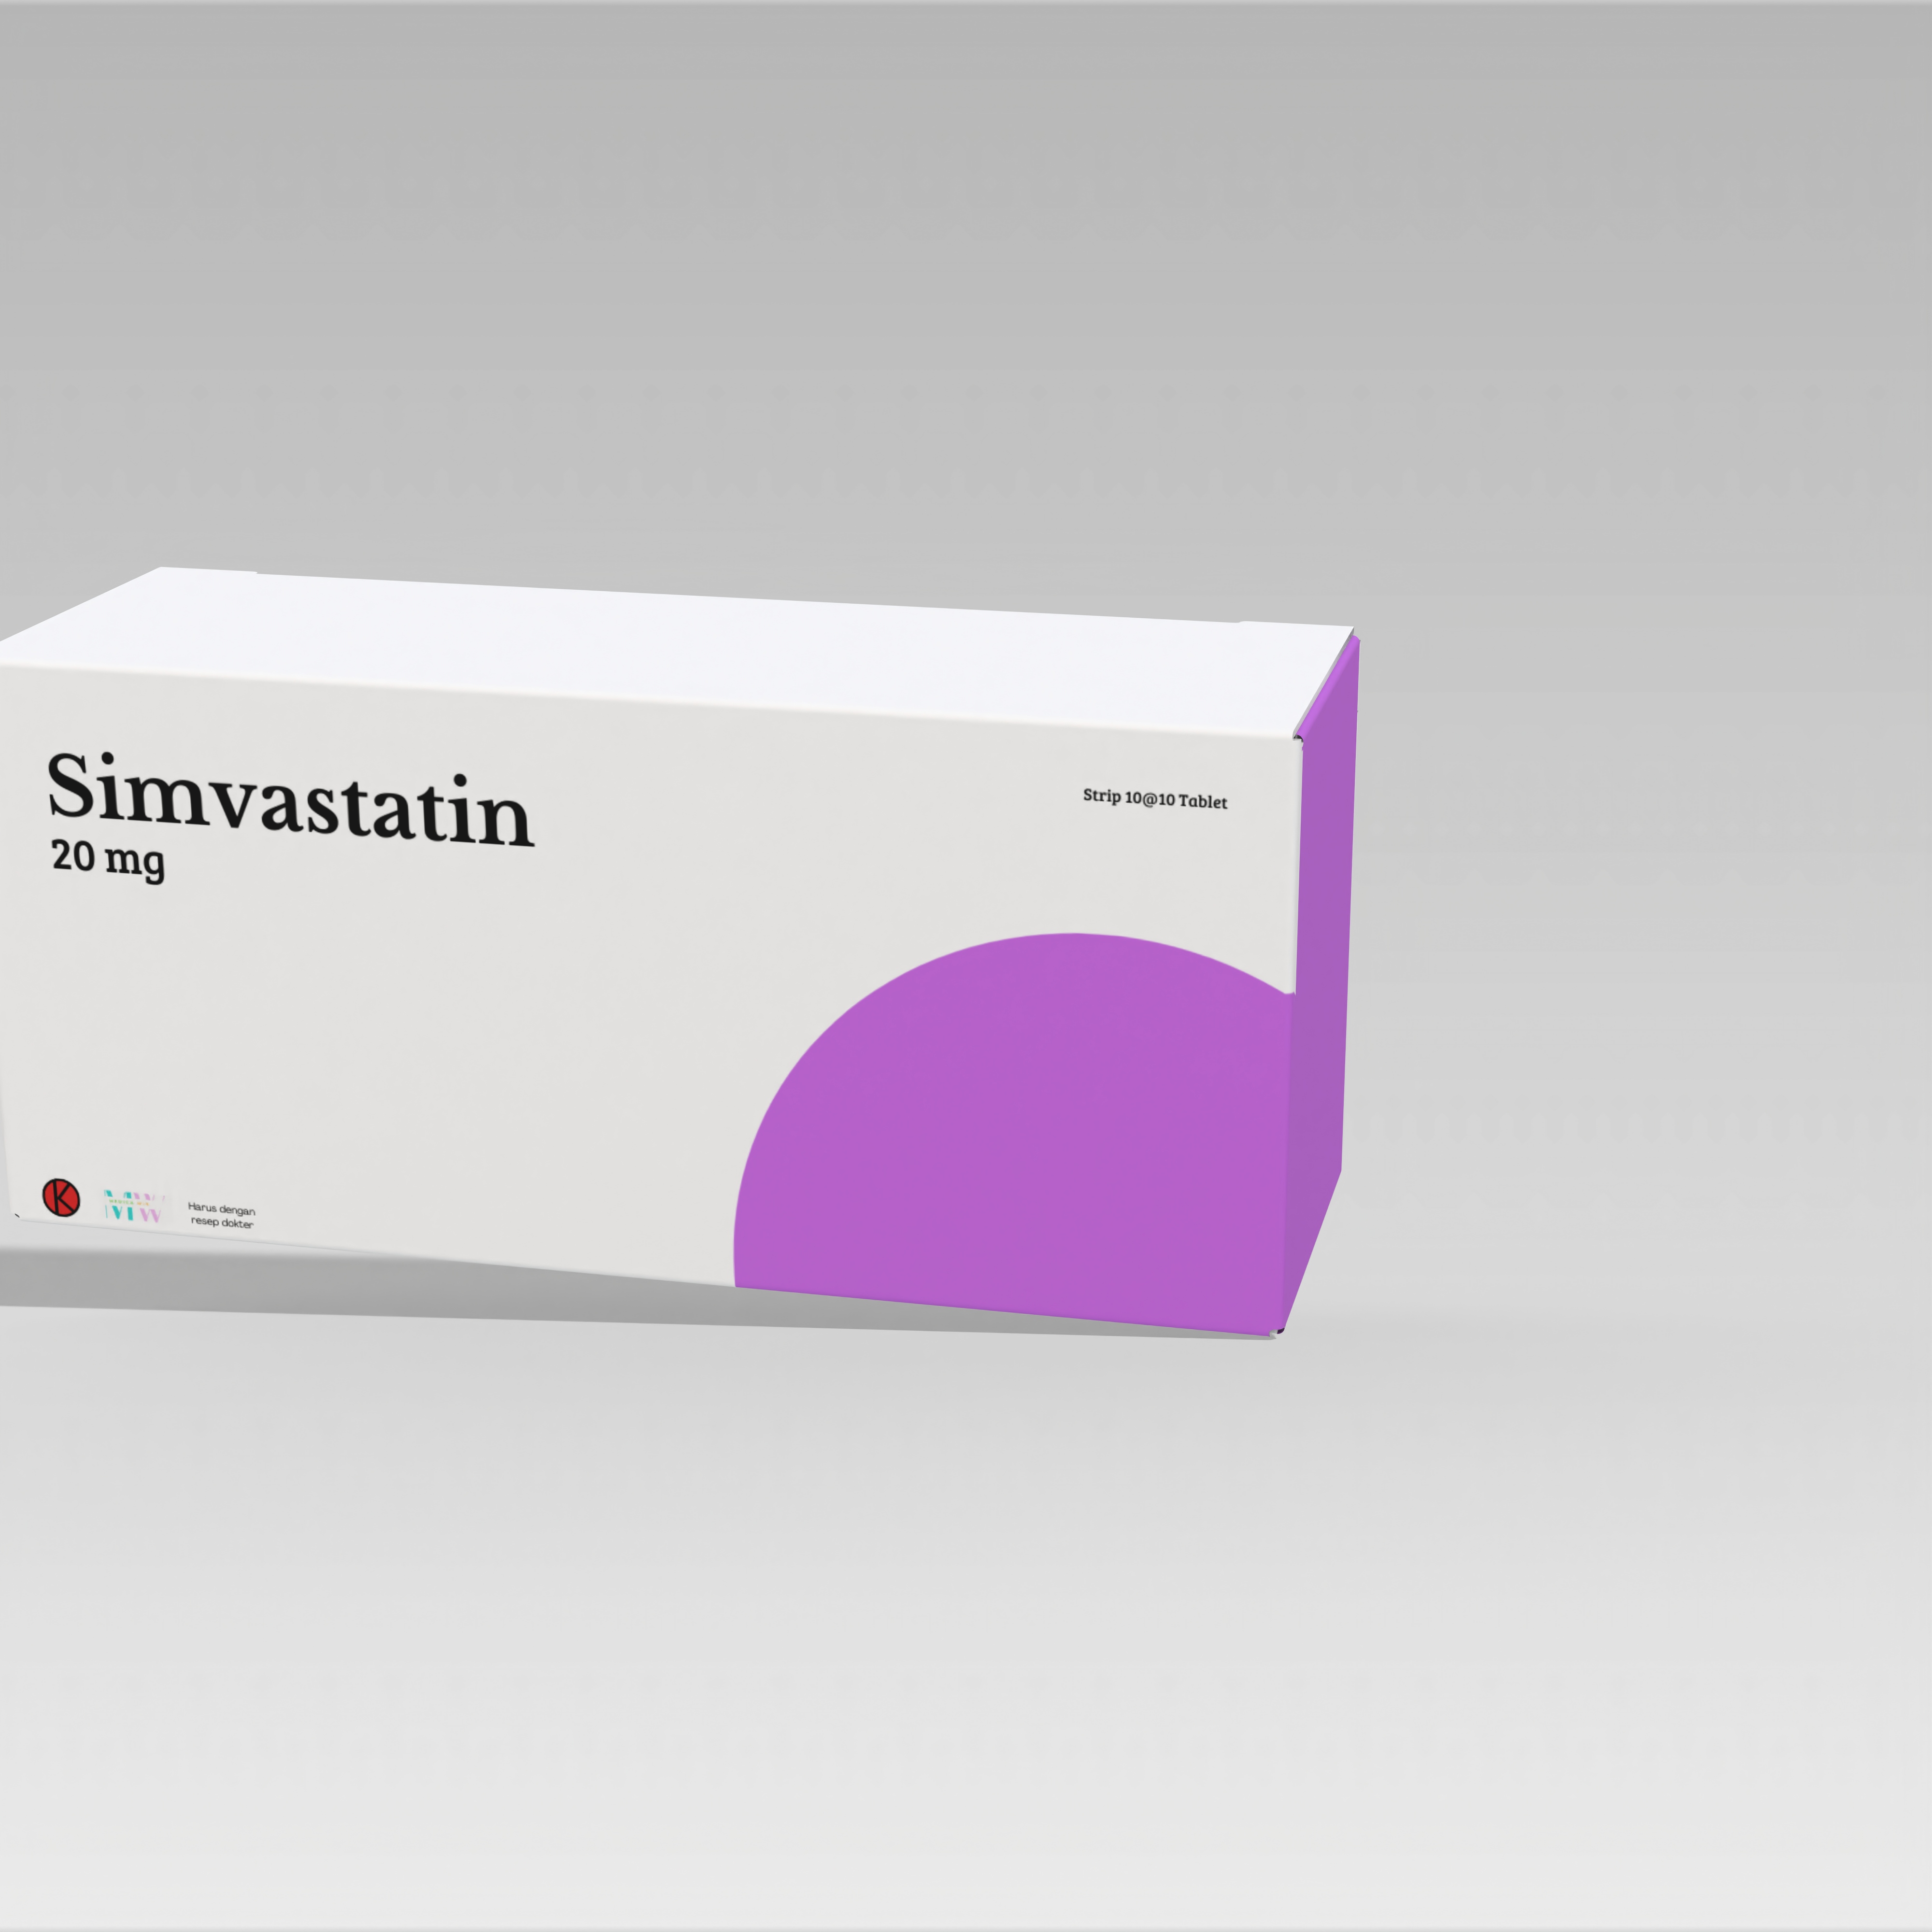 Simvastatin
20 mg
Strip 10@10 Tablet
K
Harus dengan
resep dokter